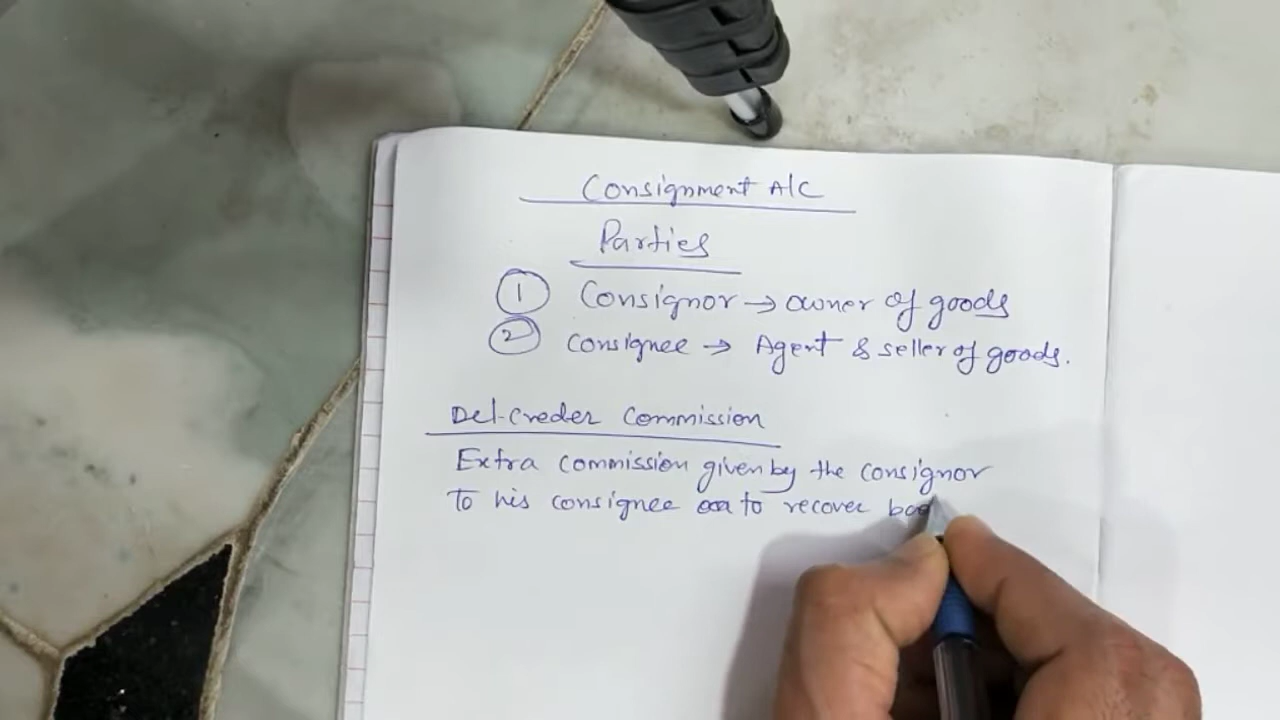 Consignment A/C
Parties
1 Consignor → owner of goods
2 consignee → Agent & seller of goods.
Del-Creder Commission
Extra commission given by the consignor
to his consignee to recover